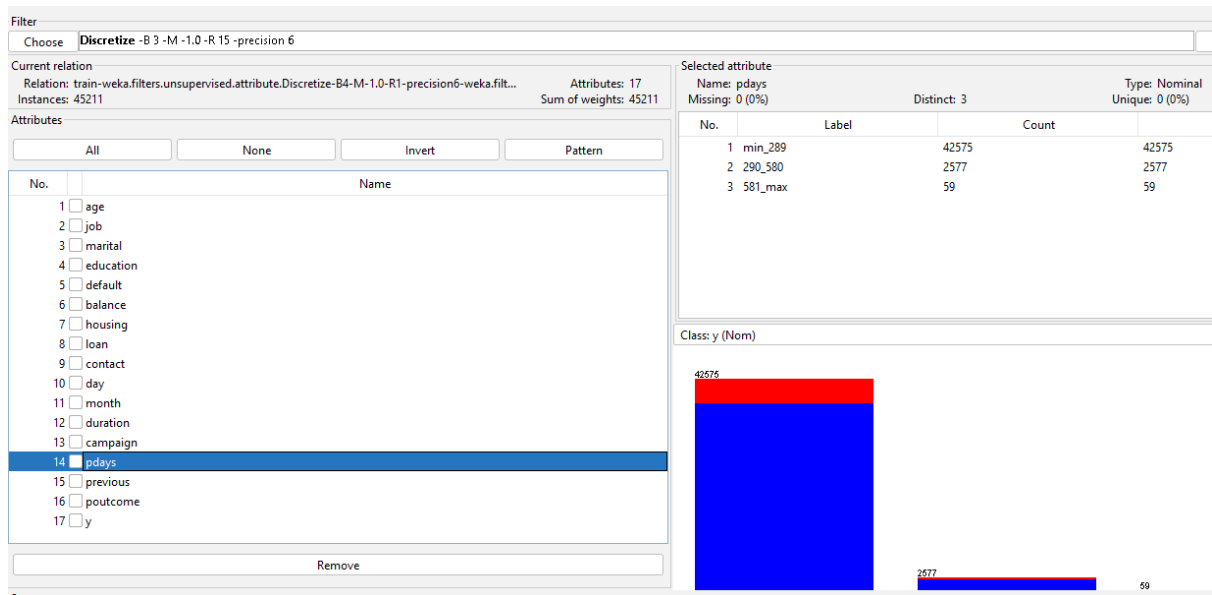 Filter
Choose Discretize -B 3 -M -1.0 -R 15 -precision 6
Current relation
Relation: train-weka.filters.unsupervised.attribute.Discretize-B4-M-1.0-R1-precision6-weka.filt... Attributes: 17
Instances: 45211 Sum of weights: 45211
Attributes
All None Invert Pattern
No. Name
1 age
2 job
3 marital
4 education
5 default
6 balance
7 housing
8 loan
9 contact
10 day
11 month
12 duration
13 campaign
14 pdays
15 previous
16 poutcome
17 y
Remove
Selected attribute
Name: pdays Type: Nominal
Missing: 0 (0%) Distinct: 3 Unique: 0 (0%)
No. Label Count
1 min_289 42575 42575
2 290_580 2577 2577
3 581_max 59 59
Class: y (Nom)
42575
2577
59